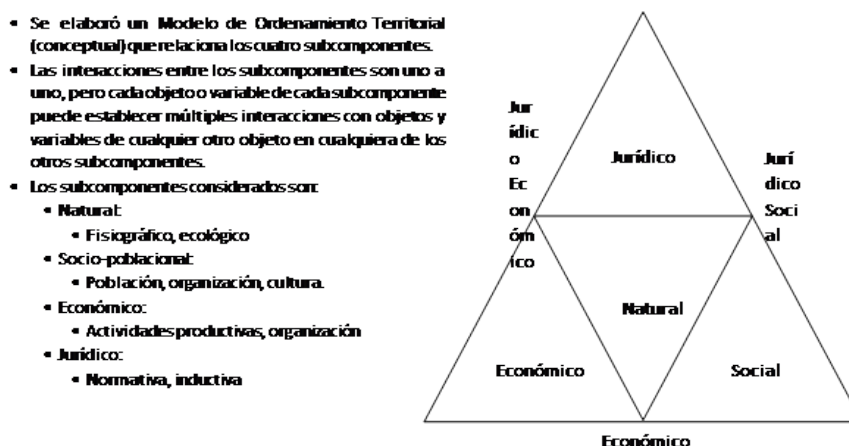 • Se elaboró un Modelo de Ordenamiento Territorial
(conceptual) que relaciona los cuatro subcomponentes.
• Las interacciones entre los subcomponentes son uno a
uno, pero cada objeto o variable de cada subcomponente
puede establecer múltiples interacciones con objetos y
variables de cualquier otro objeto en cualquiera de los
otros subcomponentes.
• Los subcomponentes considerados son:
• Natural:
• Fisiográfico, ecológico
• Socio-poblacional:
• Población, organización, cultura.
• Económico:
• Actividades productivas, organización
• Jurídico:
• Normativa, inductiva
Jur
ídic
o
Ec
on
óm
ico
Jurídico
Jurí
dico
Soci
al
Natural
Económico
Social
Económico